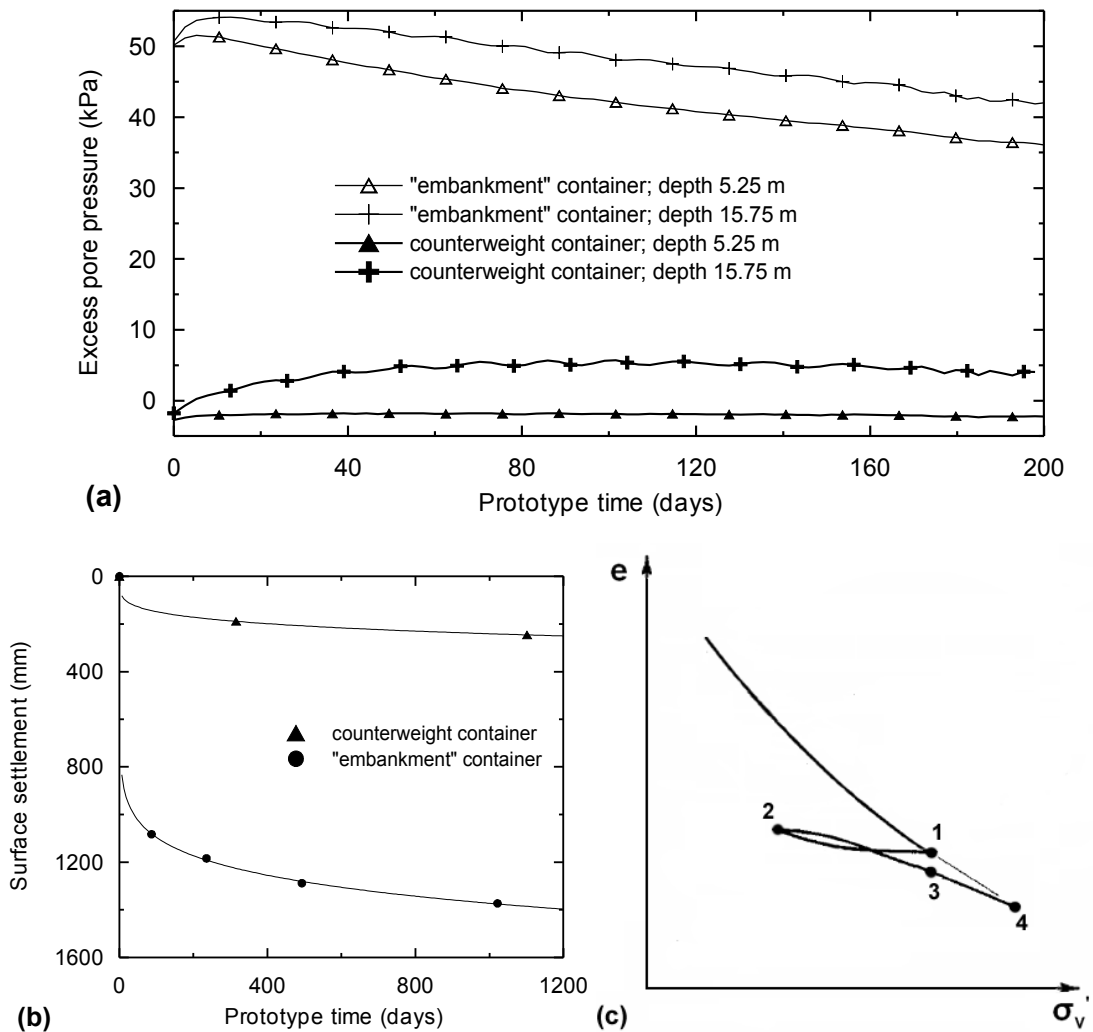 50
40
30
20
10
0
Excess pore pressure (kPa)
"embankment" container; depth 5.25 m
"embankment" container; depth 15.75 m
counterweight container; depth 5.25 m
counterweight container; depth 15.75 m
0 40 80 120 160 200
Prototype time (days)
(a)
0
400
800
1200
1600
Surface settlement (mm)
counterweight container
"embankment" container
0 400 800 1200
Prototype time (days)
(b)
e
1
2
3
4
σv'
(c)